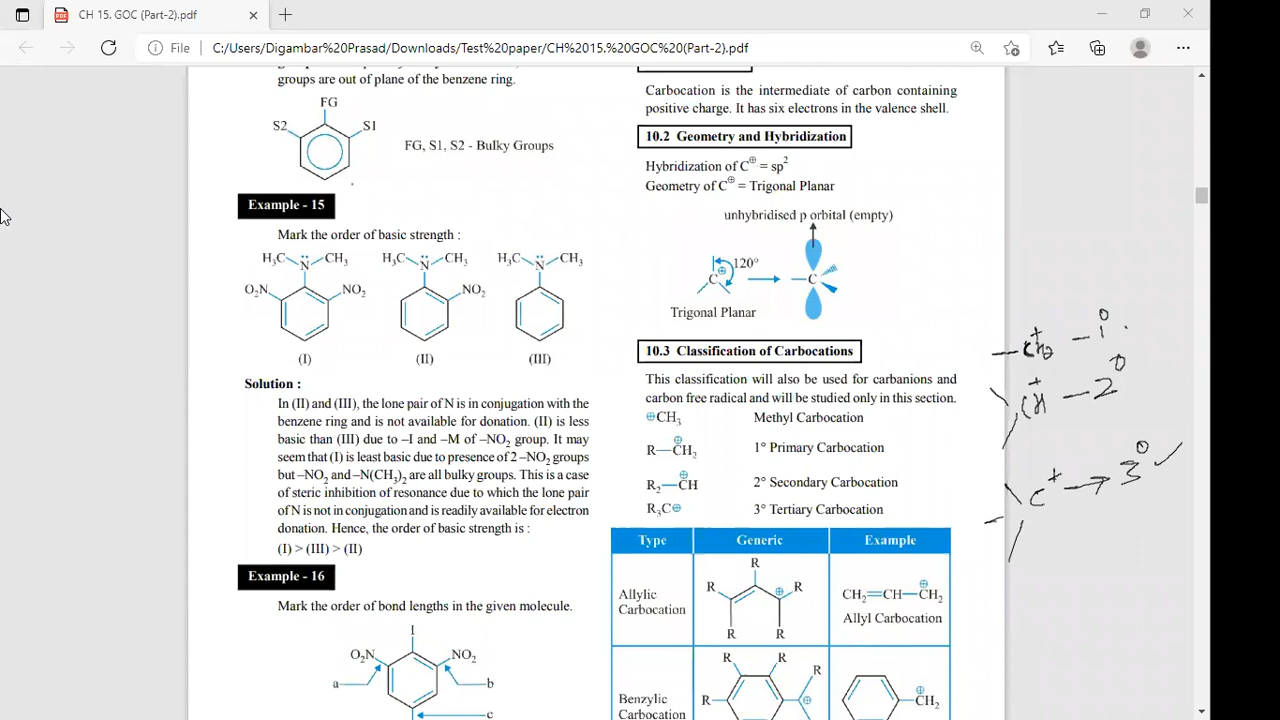 CH 15. GOC (Part-2).pdf
File
C:/Users/Digambar%20Prasad/Downloads/Test%20paper/CH%2015.%20GOC%20(Part-2).pdf
groups are out of plane of the benzene ring.
FG
S2
S1
FG, S1, S2 - Bulky Groups
Example - 15
Mark the order of basic strength :
H₃C N̈ CH₃
O₂N NO₂
(I)
H₃C N̈ CH₃
NO₂
(II)
H₃C N̈ CH₃
(III)
Solution :
In (II) and (III), the lone pair of N is in conjugation with the
benzene ring and is not available for donation. (II) is less
basic than (III) due to –I and –M of –NO₂ group. It may
seem that (I) is least basic due to presence of 2 –NO₂ groups
but –NO₂ and –N(CH₃)₂ are all bulky groups. This is a case
of steric inhibition of resonance due to which the lone pair
of N is not in conjugation and is readily available for electron
donation. Hence, the order of basic strength is :
(I) > (III) > (II)
Example - 16
Mark the order of bond lengths in the given molecule.
I
O₂N NO₂
a b
c
Carbocation is the intermediate of carbon containing
positive charge. It has six electrons in the valence shell.
10.2 Geometry and Hybridization
Hybridization of C⊕ = sp²
Geometry of C⊕ = Trigonal Planar
unhybridised p orbital (empty)
120°
C⊕ C
Trigonal Planar
10.3 Classification of Carbocations
This classification will also be used for carbanions and
carbon free radical and will be studied only in this section.
⊕CH₃ Methyl Carbocation
R—C⊕H₂ 1° Primary Carbocation
R₂—C⊕H 2° Secondary Carbocation
R₃C⊕ 3° Tertiary Carbocation
Type Generic Example
Allylic
Carbocation
R
R ⊕ R
R R
CH₂=CH—C⊕H₂
Allyl Carbocation
Benzylic
Carbocation
R R
R
R ⊕
⊕
CH₂
– C⁺H₂ – 1°
C⁺H – 2°
C⁺ → 3° ✓